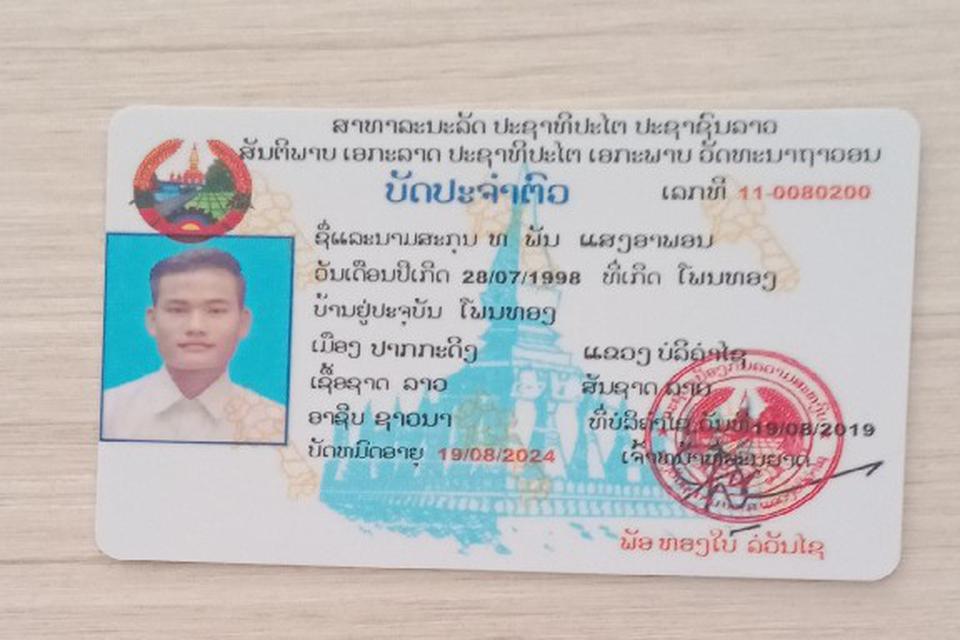 ສາທາລະນະລັດ ປະຊາທິປະໄຕ ປະຊາຊົນລາວ
ສັນຕິພາບ ເອກະລາດ ປະຊາທິປະໄຕ ເອກະພາບ ວັດທະນາຖາວອນ
ບັດປະຈຳຕົວ ເລກທີ 11-0080200
ຊື່ແລະນາມສະກຸນ ທ ພັນ ແສງອາພອນ
ວັນເດືອນປີເກີດ 28/07/1998 ທີ່ເກີດ ໂພນທອງ
ບ້ານຢູ່ປະຈຸບັນ ໂພນທອງ
ເມືອງ ປາກກະດິງ ແຂວງ ບໍລິຄຳໄຊ
ເຊື້ອຊາດ ລາວ ສັນຊາດ ລາວ
ອາຊີບ ຊາວນາ ທີ່ບໍລິຄຳໄຊ, ວັນທີ 19/08/2019
ບັດຫມົດອາຍຸ 19/08/2024 ເຈົ້າຫນ້າທີ່ອະນຸຍາດ
ພັອ ທອງໃບ ລໍວັນໄຊ